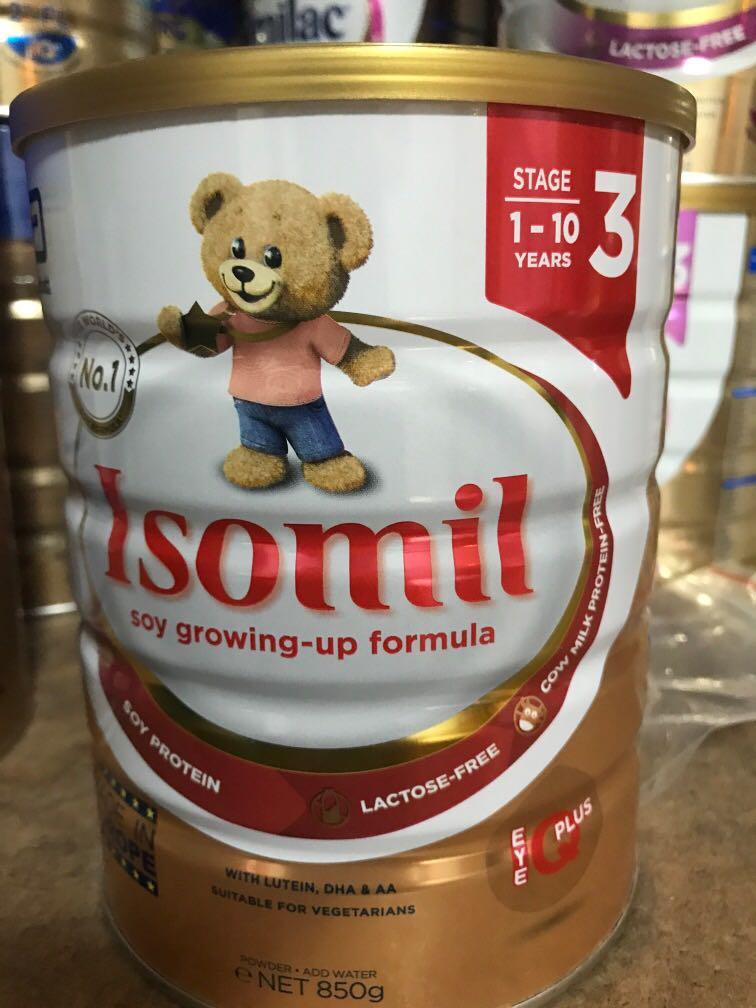 milac
LACTOSE-FREE
STAGE
1 - 10
YEARS
3
WORLD'S
No.1
Isomil
soy growing-up formula
SOY PROTEIN
LACTOSE-FREE
COW MILK PROTEIN-FREE
EYE
Q
PLUS
WITH LUTEIN, DHA & AA
SUITABLE FOR VEGETARIANS
POWDER • ADD WATER
e NET 850g